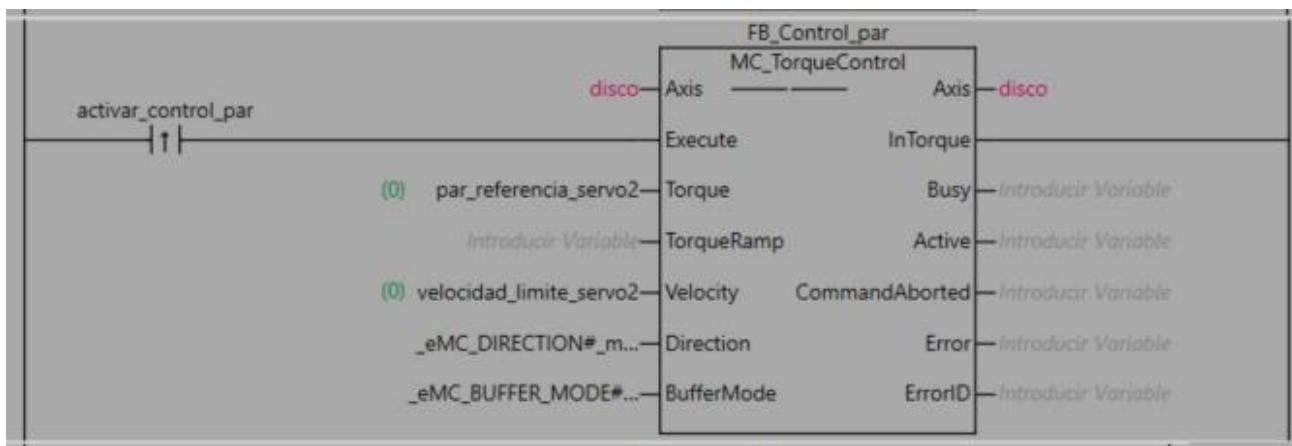 FB_Control_par
MC_TorqueControl
disco Axis Axis disco
activar_control_par
Execute InTorque
(0) par_referencia_servo2 Torque Busy Introducir Variable
Introducir Variable TorqueRamp Active Introducir Variable
(0) velocidad_limite_servo2 Velocity CommandAborted Introducir Variable
_eMC_DIRECTION#_m... Direction Error Introducir Variable
_eMC_BUFFER_MODE#... BufferMode ErrorID Introducir Variable